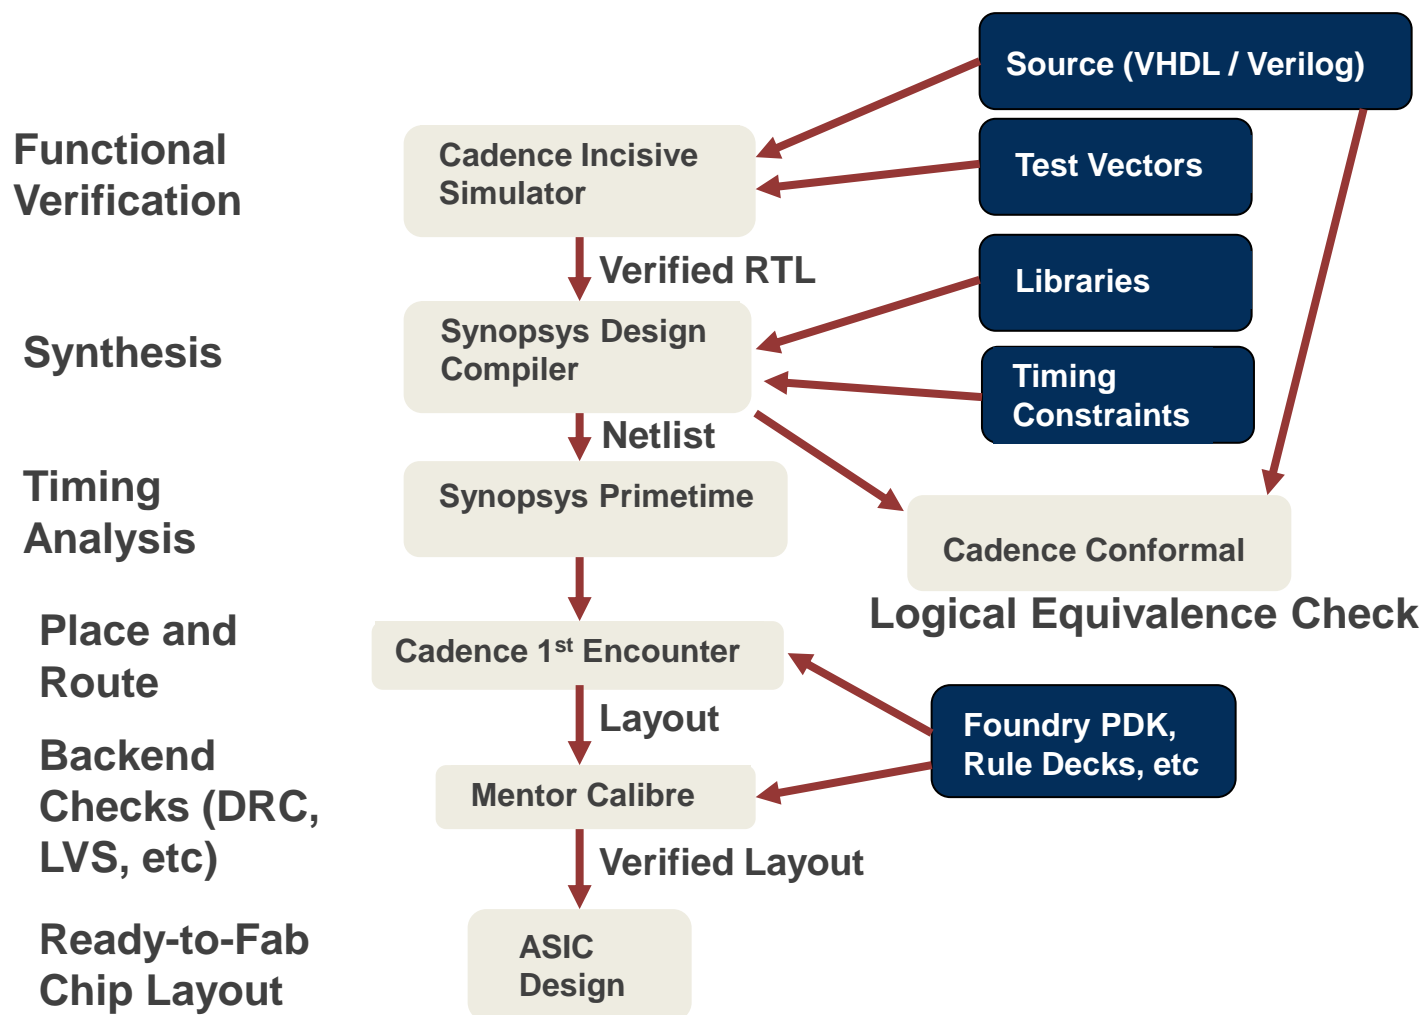 Source (VHDL / Verilog)
Functional
Verification
Cadence Incisive
Simulator
Test Vectors
Verified RTL
Libraries
Synthesis
Synopsys Design
Compiler
Timing
Constraints
Netlist
Timing
Analysis
Synopsys Primetime
Cadence Conformal
Logical Equivalence Check
Place and
Route
Cadence 1st Encounter
Layout
Foundry PDK,
Rule Decks, etc
Backend
Checks (DRC,
LVS, etc)
Mentor Calibre
Verified Layout
Ready-to-Fab
Chip Layout
ASIC
Design